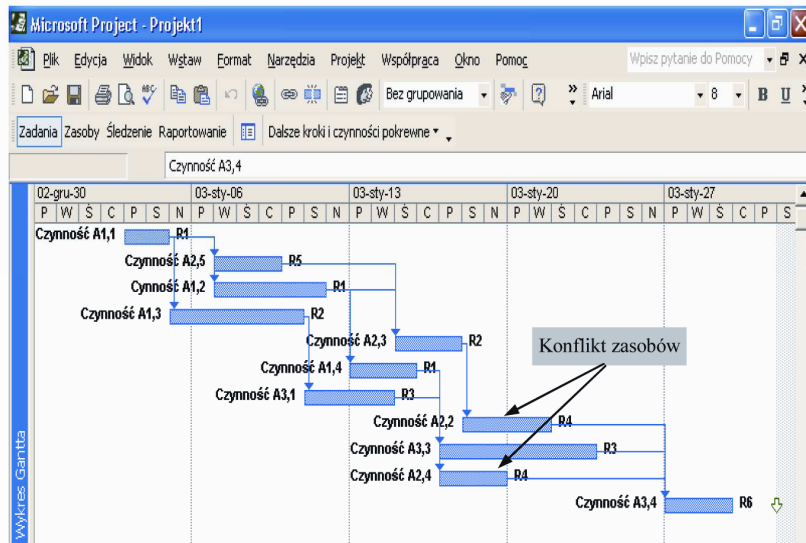 Microsoft Project - Projekt1
Plik Edycja Widok Wstaw Format Narzędzia Projekt Współpraca Okno Pomoc Wpisz pytanie do Pomocy
ABC Bez grupowania Arial 8 B U
Zadania Zasoby Śledzenie Raportowanie Dalsze kroki i czynności pokrewne
Czynność A3,4
02-gru-30 03-sty-06 03-sty-13 03-sty-20 03-sty-27
P W Ś C P S N P W Ś C P S N P W Ś C P S N P W Ś C P S N P W Ś C P S
Czynność A1,1 R1
Czynność A2,5 R5
Cynność A1,2 R1
Czynność A1,3 R2
Czynność A2,3 R2
Konflikt zasobów
Czynność A1,4 R1
Czynność A3,1 R3
Czynność A2,2 R4
Czynność A3,3 R3
Czynność A2,4 R4
Czynność A3,4 R6
Wykres Gantta